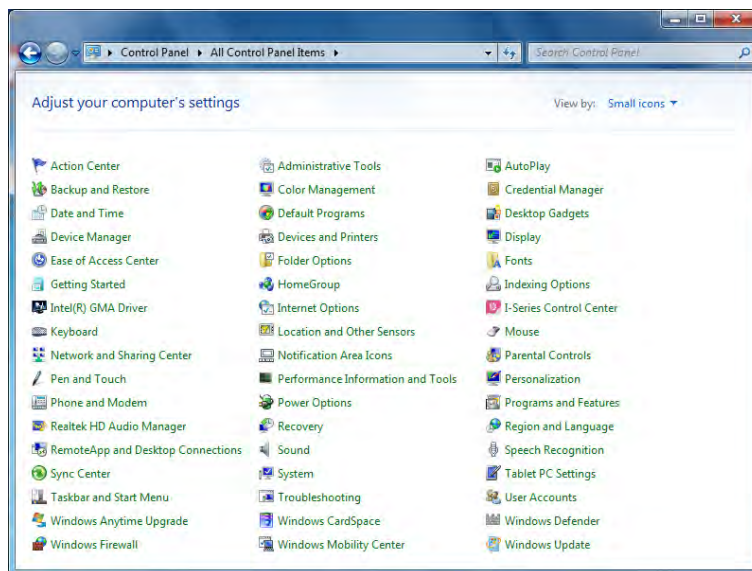 Control Panel All Control Panel Items Search Control Panel
Adjust your computer's settings View by: Small icons
Action Center Administrative Tools AutoPlay
Backup and Restore Color Management Credential Manager
Date and Time Default Programs Desktop Gadgets
Device Manager Devices and Printers Display
Ease of Access Center Folder Options Fonts
Getting Started HomeGroup Indexing Options
Intel(R) GMA Driver Internet Options I-Series Control Center
Keyboard Location and Other Sensors Mouse
Network and Sharing Center Notification Area Icons Parental Controls
Pen and Touch Performance Information and Tools Personalization
Phone and Modem Power Options Programs and Features
Realtek HD Audio Manager Recovery Region and Language
RemoteApp and Desktop Connections Sound Speech Recognition
Sync Center System Tablet PC Settings
Taskbar and Start Menu Troubleshooting User Accounts
Windows Anytime Upgrade Windows CardSpace Windows Defender
Windows Firewall Windows Mobility Center Windows Update